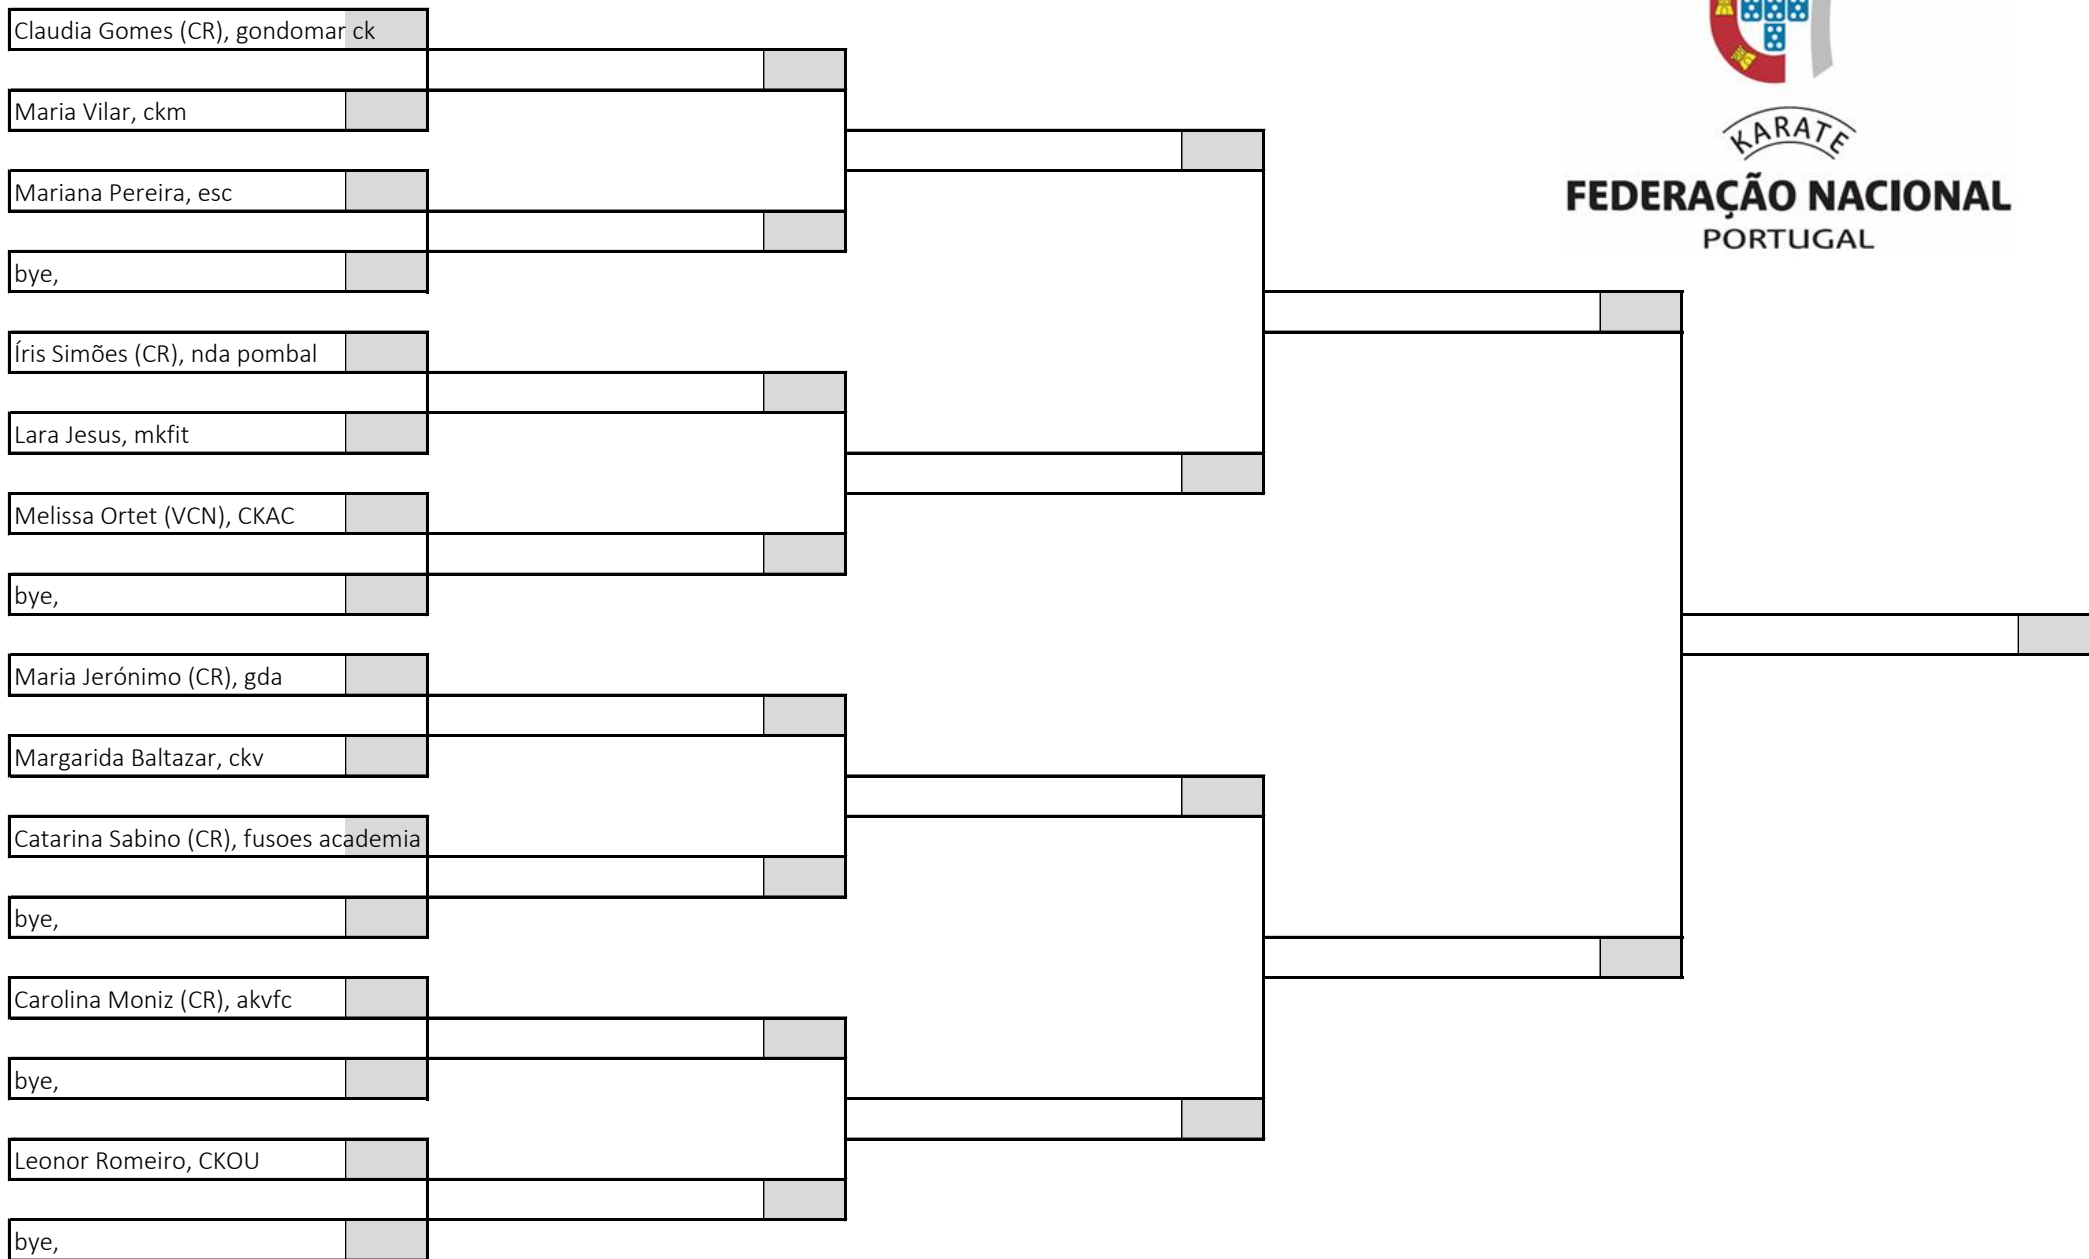 Claudia Gomes (CR), gondomar ck
Maria Vilar, ckm
Mariana Pereira, esc
bye,
Íris Simões (CR), nda pombal
Lara Jesus, mkfit
Melissa Ortet (VCN), CKAC
bye,
Maria Jerónimo (CR), gda
Margarida Baltazar, ckv
Catarina Sabino (CR), fusoes academia
bye,
Carolina Moniz (CR), akvfc
bye,
Leonor Romeiro, CKOU
bye,
KARATE
FEDERAÇÃO NACIONAL
PORTUGAL